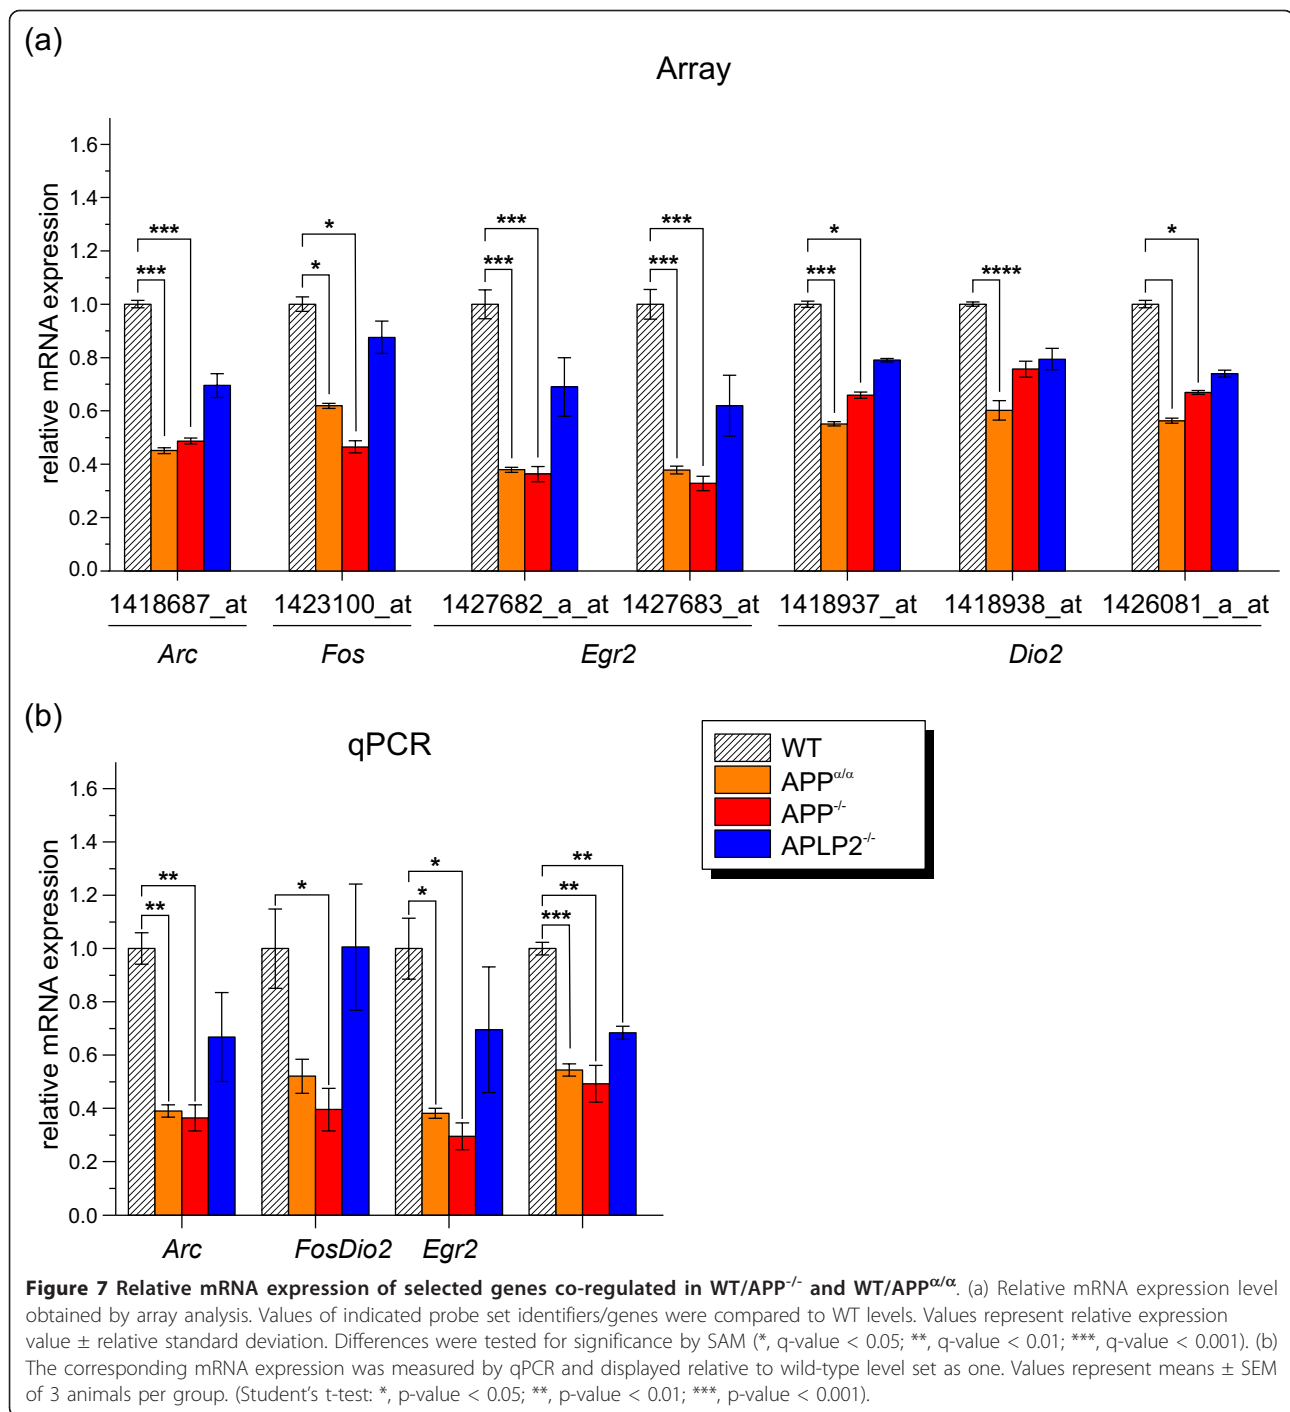 (a)
Array
relative mRNA expression
1.6
1.4
1.2
1.0
0.8
0.6
0.4
0.2
0.0
*** *** * * *** *** *** *** * *** **** *
1418687_at 1423100_at 1427682_a_at 1427683_at 1418937_at 1418938_at 1426081_a_at
Arc Fos Egr2 Dio2
(b)
qPCR
relative mRNA expression
1.6
1.4
1.2
1.0
0.8
0.6
0.4
0.2
0.0
** ** * * * ** ** ***
Arc FosDio2 Egr2
WT
APP^α/α
APP^-/-
APLP2^-/-
Figure 7 Relative mRNA expression of selected genes co-regulated in WT/APP^-/- and WT/APP^α/α. (a) Relative mRNA expression level
obtained by array analysis. Values of indicated probe set identifiers/genes were compared to WT levels. Values represent relative expression
value ± relative standard deviation. Differences were tested for significance by SAM (*, q-value < 0.05; **, q-value < 0.01; ***, q-value < 0.001). (b)
The corresponding mRNA expression was measured by qPCR and displayed relative to wild-type level set as one. Values represent means ± SEM
of 3 animals per group. (Student's t-test: *, p-value < 0.05; **, p-value < 0.01; ***, p-value < 0.001).